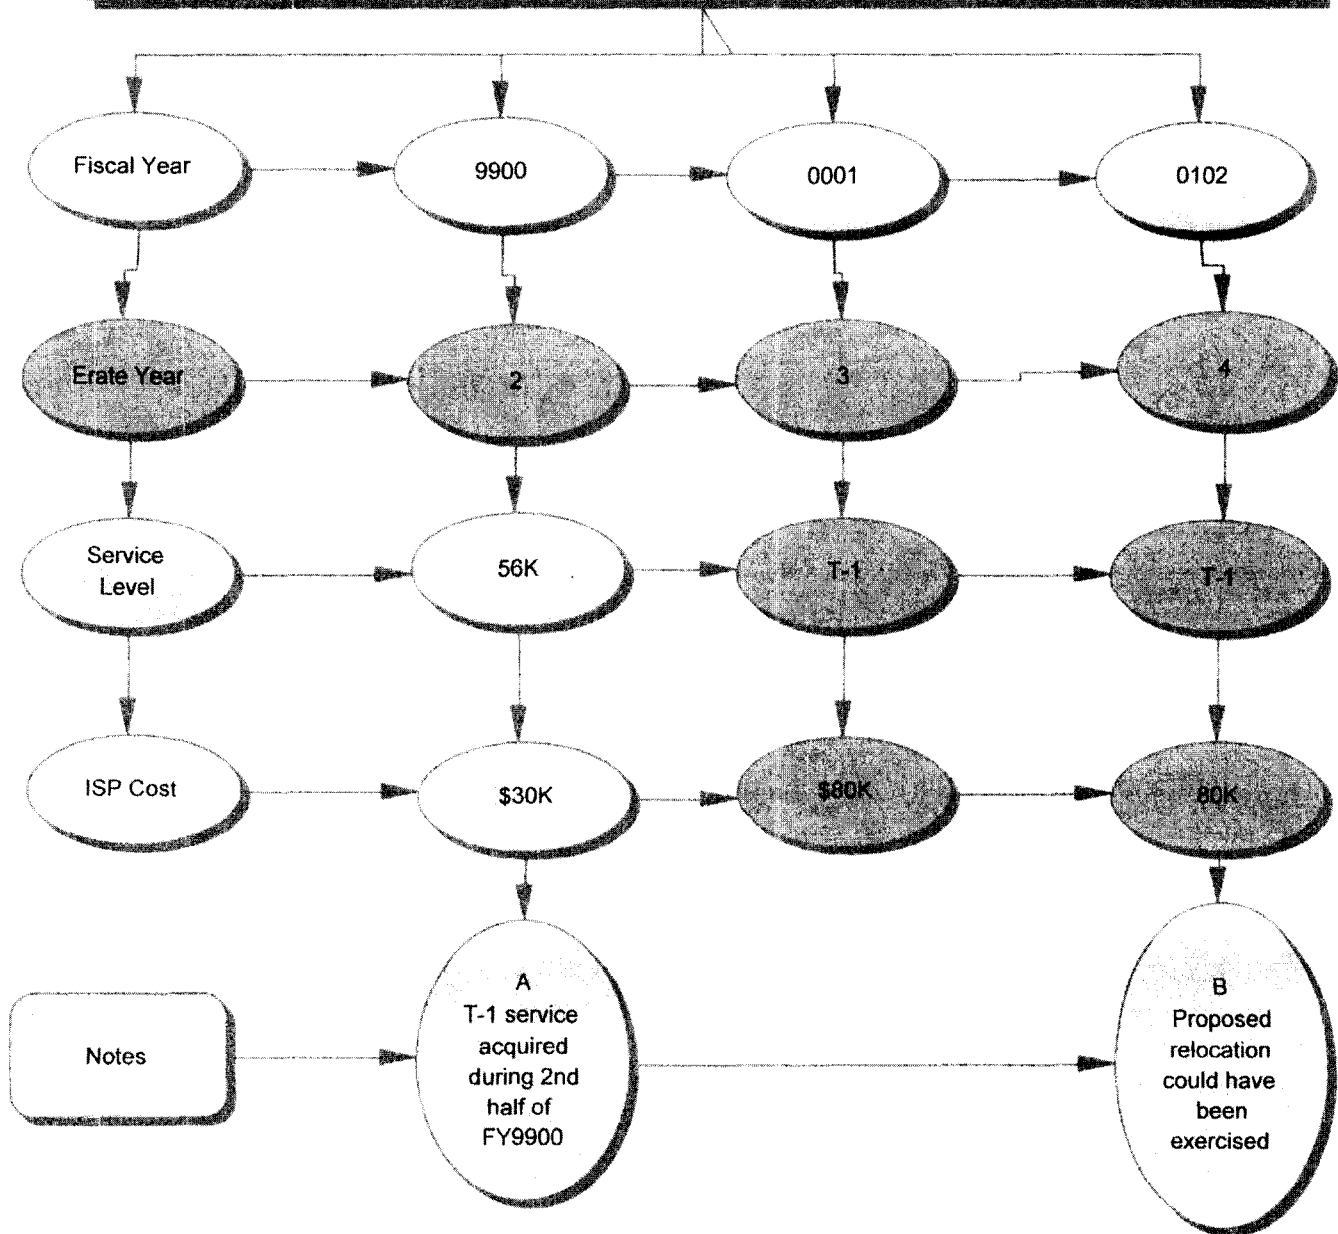 Fiscal Year
9900
0001
0102
Erate Year
2
3
4
Service
Level
56K
T-1
T-1
ISP Cost
$30K
$80K
80K
Notes
A
T-1 service
acquired
during 2nd
half of
FY9900
B
Proposed
relocation
could have
been
exercised